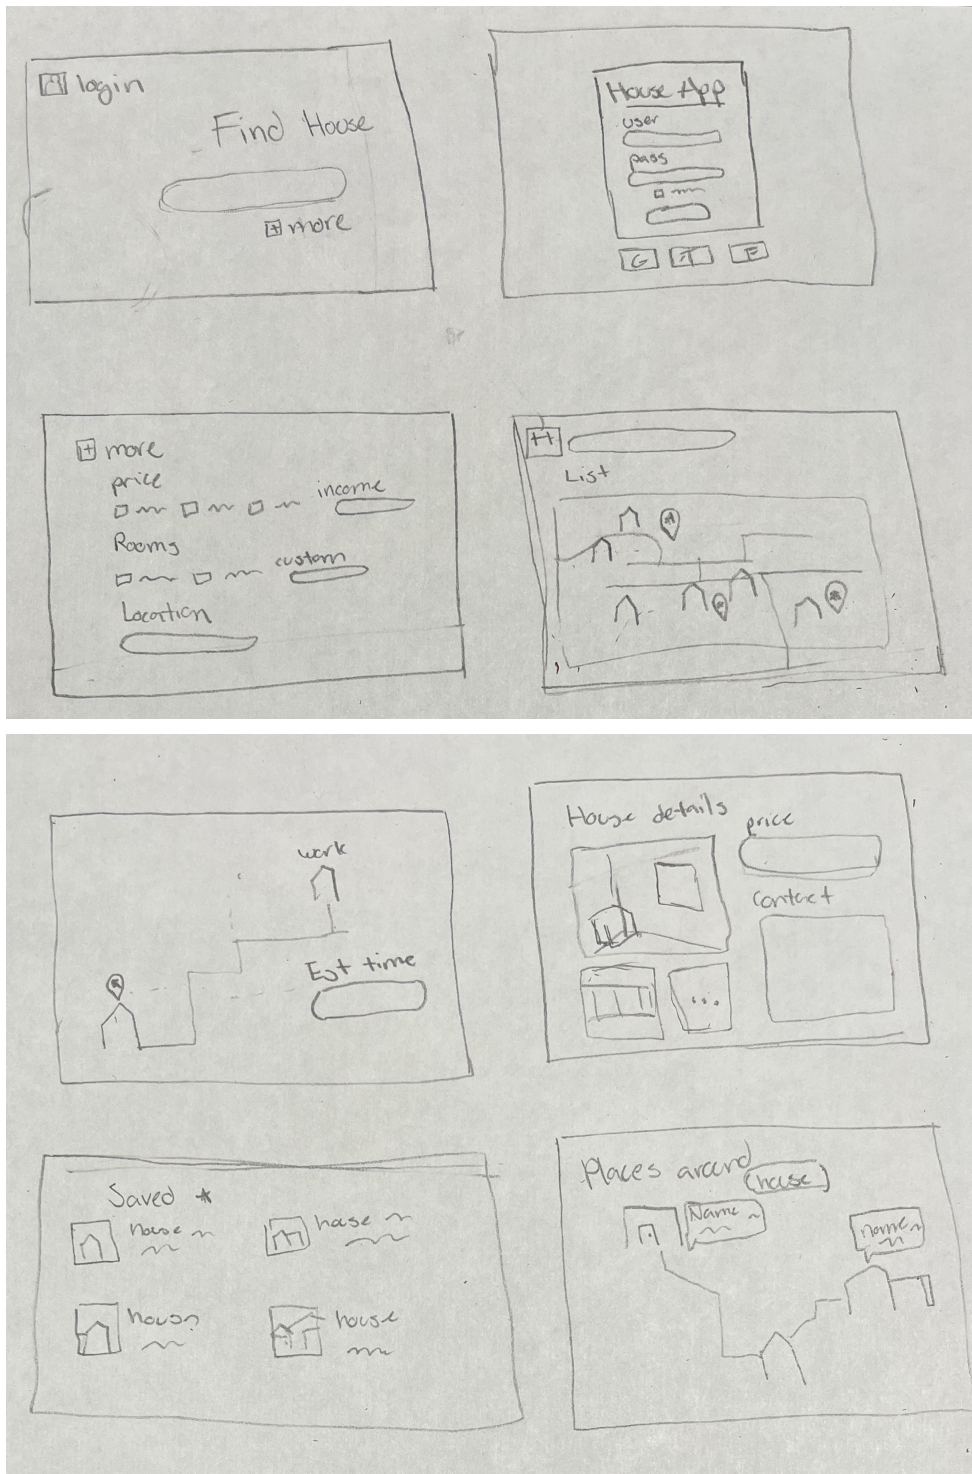 login
Find House
+ more
House App
user
pass
G
F
+ more
price
income
Rooms
custom
Locartion
H
List
work
Est time
House details
price
Contact
...
Saved *
house
house
house
house
Places around
(house)
Name
name